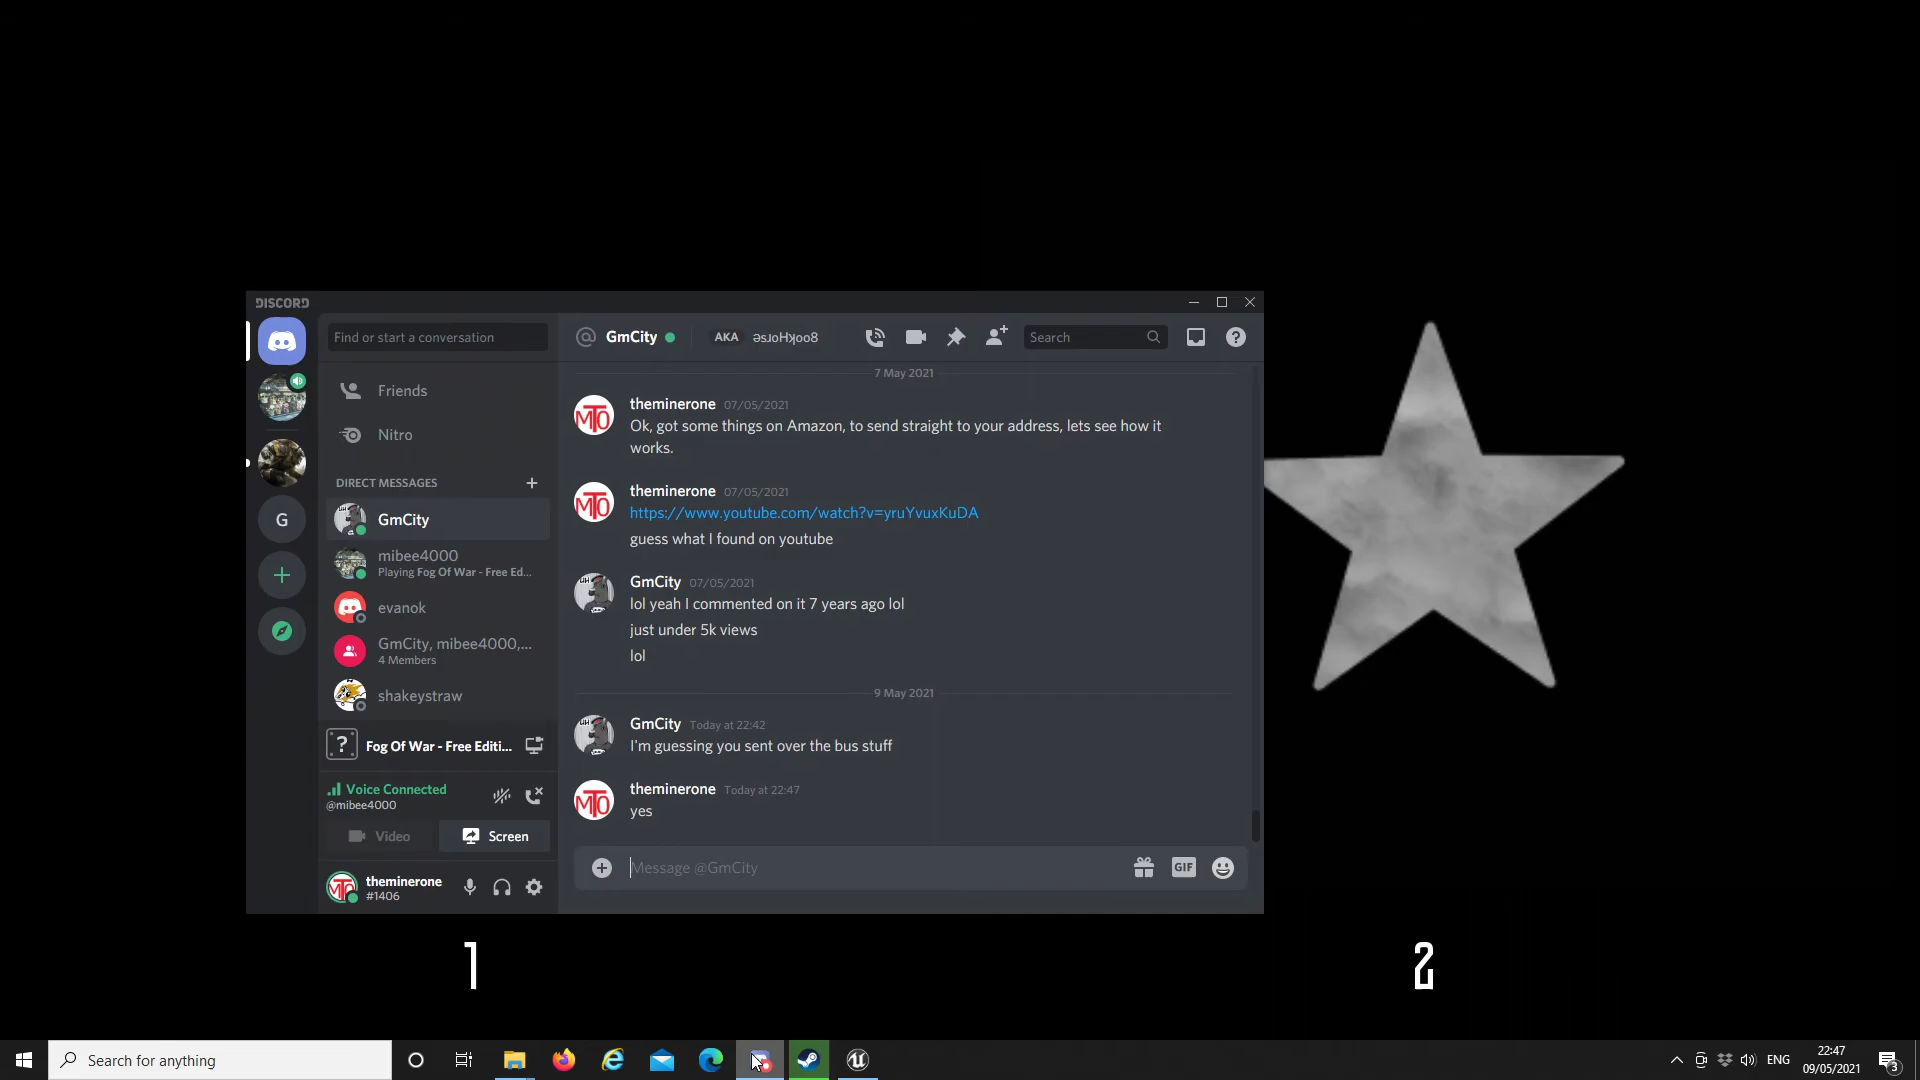 DISCORD
Find or start a conversation
Friends
Nitro
DIRECT MESSAGES
GmCity
mibee4000
Playing Fog Of War - Free Ed...
evanok
GmCity, mibee4000,...
4 Members
shakeystraw
Fog Of War - Free Editi...
Voice Connected
@mibee4000
Video
Screen
theminerone
#1406
G
GmCity
AKA
Search
7 May 2021
theminerone 07/05/2021
Ok, got some things on Amazon, to send straight to your address, lets see how it
works.
theminerone 07/05/2021
https://www.youtube.com/watch?v=yruYvuxKuDA
guess what I found on youtube
GmCity 07/05/2021
lol yeah I commented on it 7 years ago lol
just under 5k views
lol
9 May 2021
GmCity Today at 22:42
I'm guessing you sent over the bus stuff
theminerone Today at 22:47
yes
Message @GmCity
GIF
1
2
Search for anything
ENG
22:47
09/05/2021
3